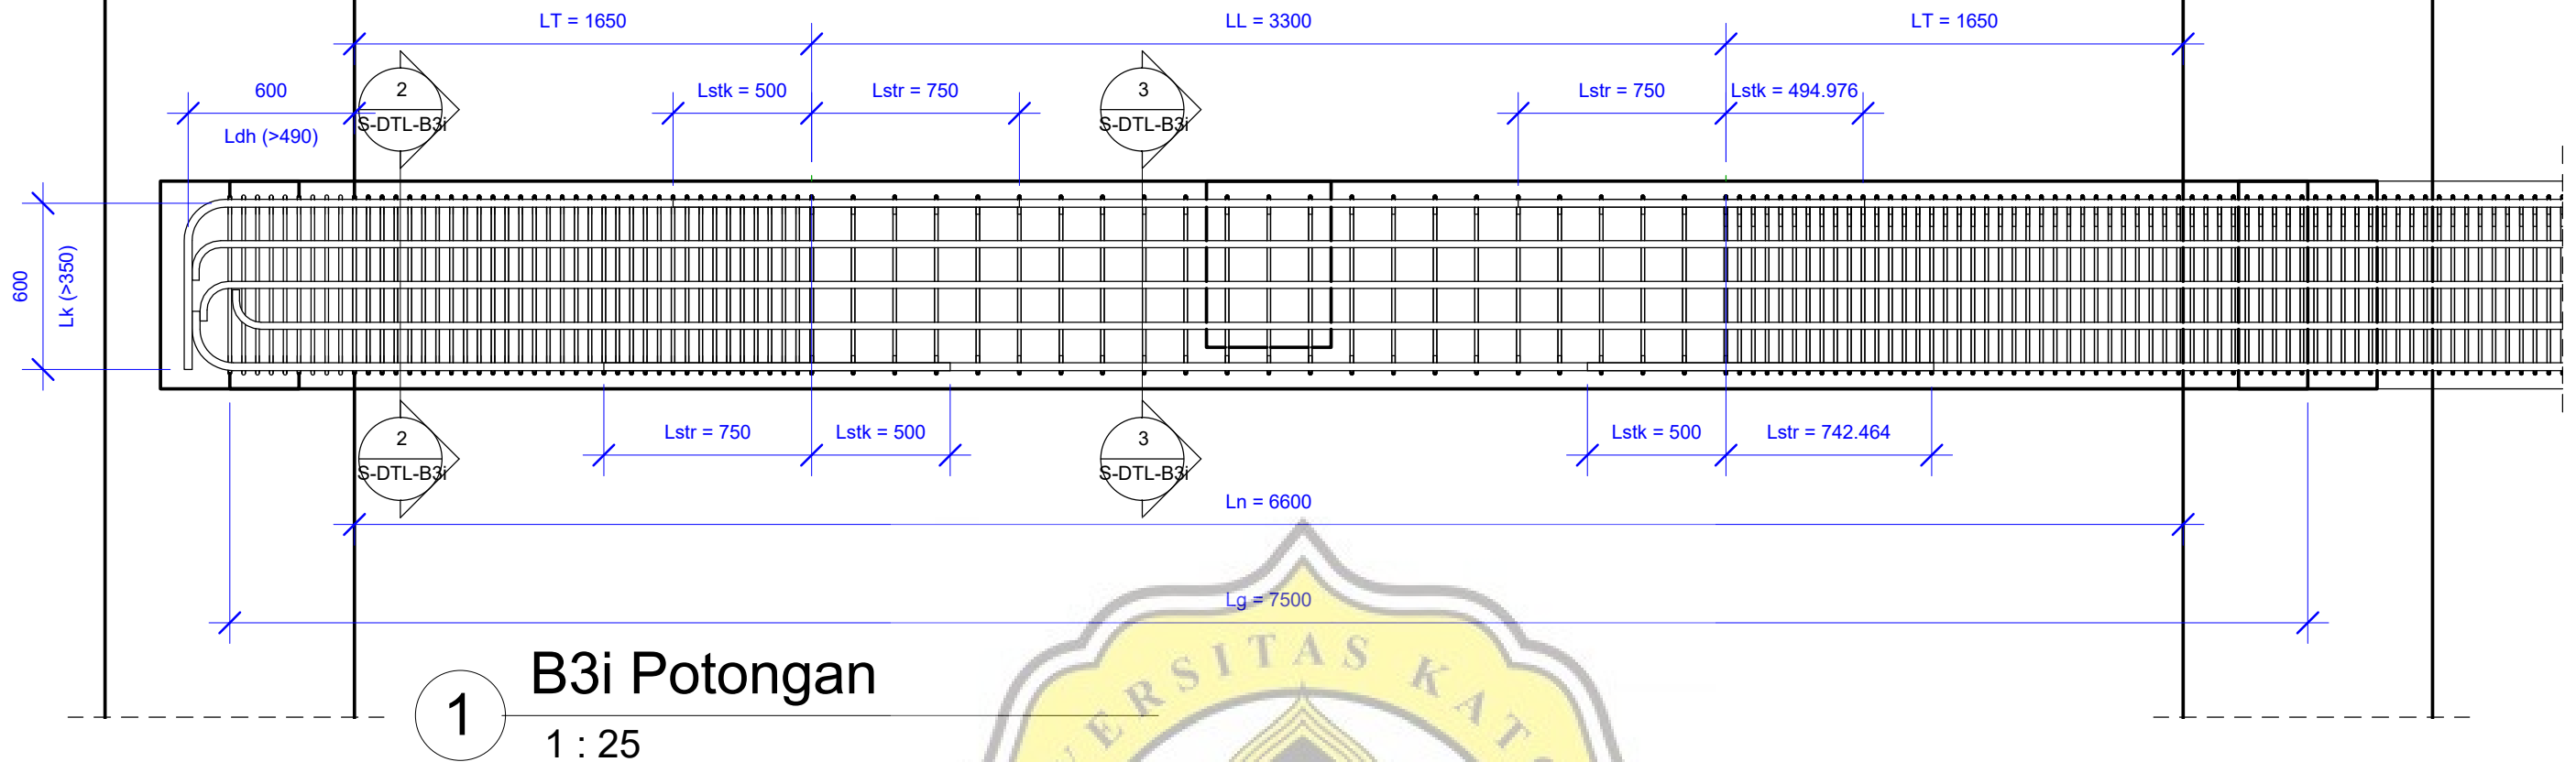 LT = 1650
LL = 3300
LT = 1650
600
Ldh (>490)
2
S-DTL-B3i
Lstk = 500
Lstr = 750
3
S-DTL-B3i
Lstr = 750
Lstk = 494.976
600
Lk (>350)
2
S-DTL-B3i
Lstr = 750
Lstk = 500
3
S-DTL-B3i
Lstk = 500
Lstr = 742.464
Ln = 6600
Lg = 7500
1
B3i Potongan
1 : 25
VERSITAS KAT